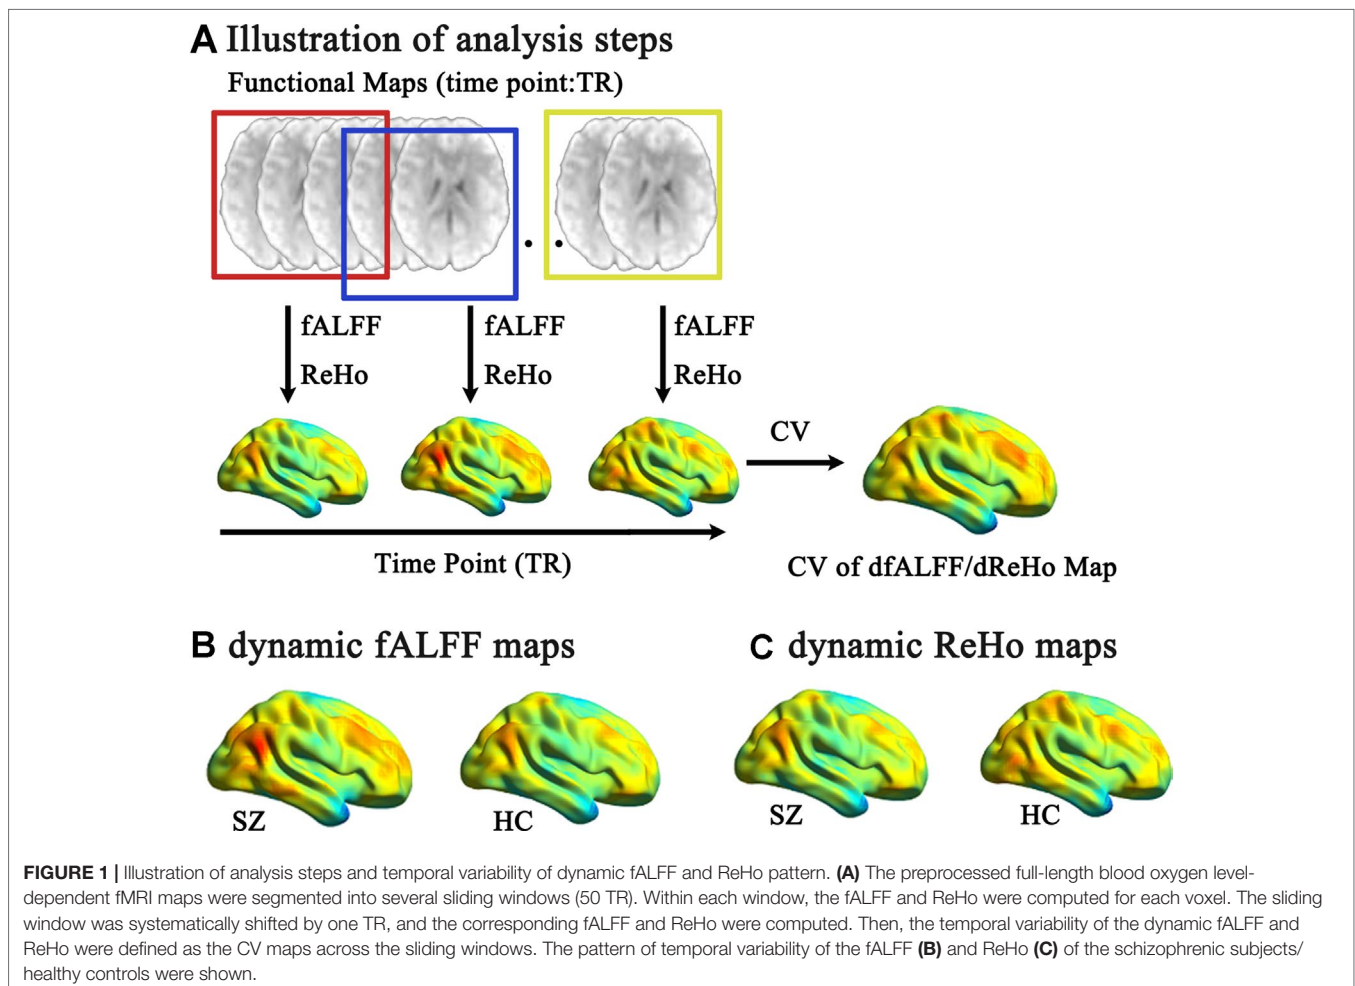 A Illustration of analysis steps
Functional Maps (time point:TR)
fALFF
ReHo
fALFF
ReHo
fALFF
ReHo
CV
Time Point (TR)
CV of dfALFF/dReHo Map
B dynamic fALFF maps
SZ
HC
C dynamic ReHo maps
SZ
HC
FIGURE 1 | Illustration of analysis steps and temporal variability of dynamic fALFF and ReHo pattern. (A) The preprocessed full-length blood oxygen level-
dependent fMRI maps were segmented into several sliding windows (50 TR). Within each window, the fALFF and ReHo were computed for each voxel. The sliding
window was systematically shifted by one TR, and the corresponding fALFF and ReHo were computed. Then, the temporal variability of the dynamic fALFF and
ReHo were defined as the CV maps across the sliding windows. The pattern of temporal variability of the fALFF (B) and ReHo (C) of the schizophrenic subjects/
healthy controls were shown.